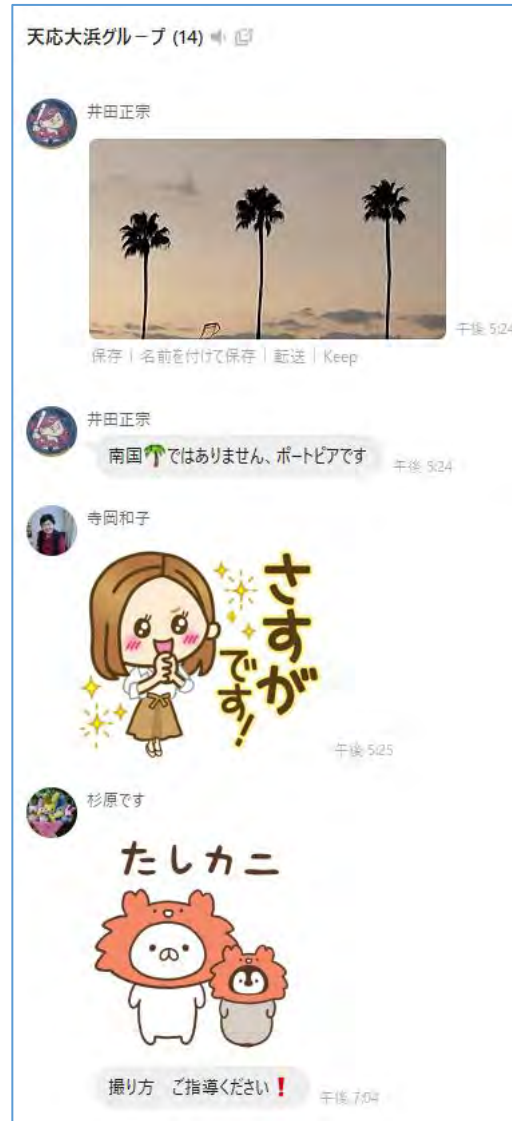 天応大浜グループ (14)
井田正宗
午後 5:24
保存 | 名前を付けて保存 | 転送 | Keep
井田正宗
南国🌴ではありません、ポートピアです
午後 5:24
寺岡和子
さすが
です!
午後 5:25
杉原です
たしカニ
撮り方 ご指導ください❗
午後 7:04